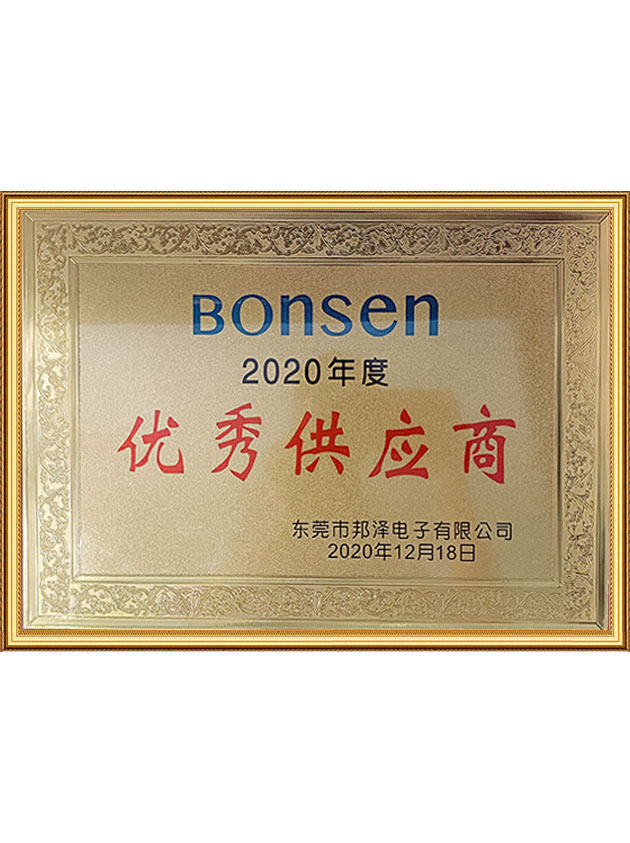 Bonsen
2020年度
优秀供应商
东莞市邦泽电子有限公司
2020年12月18日